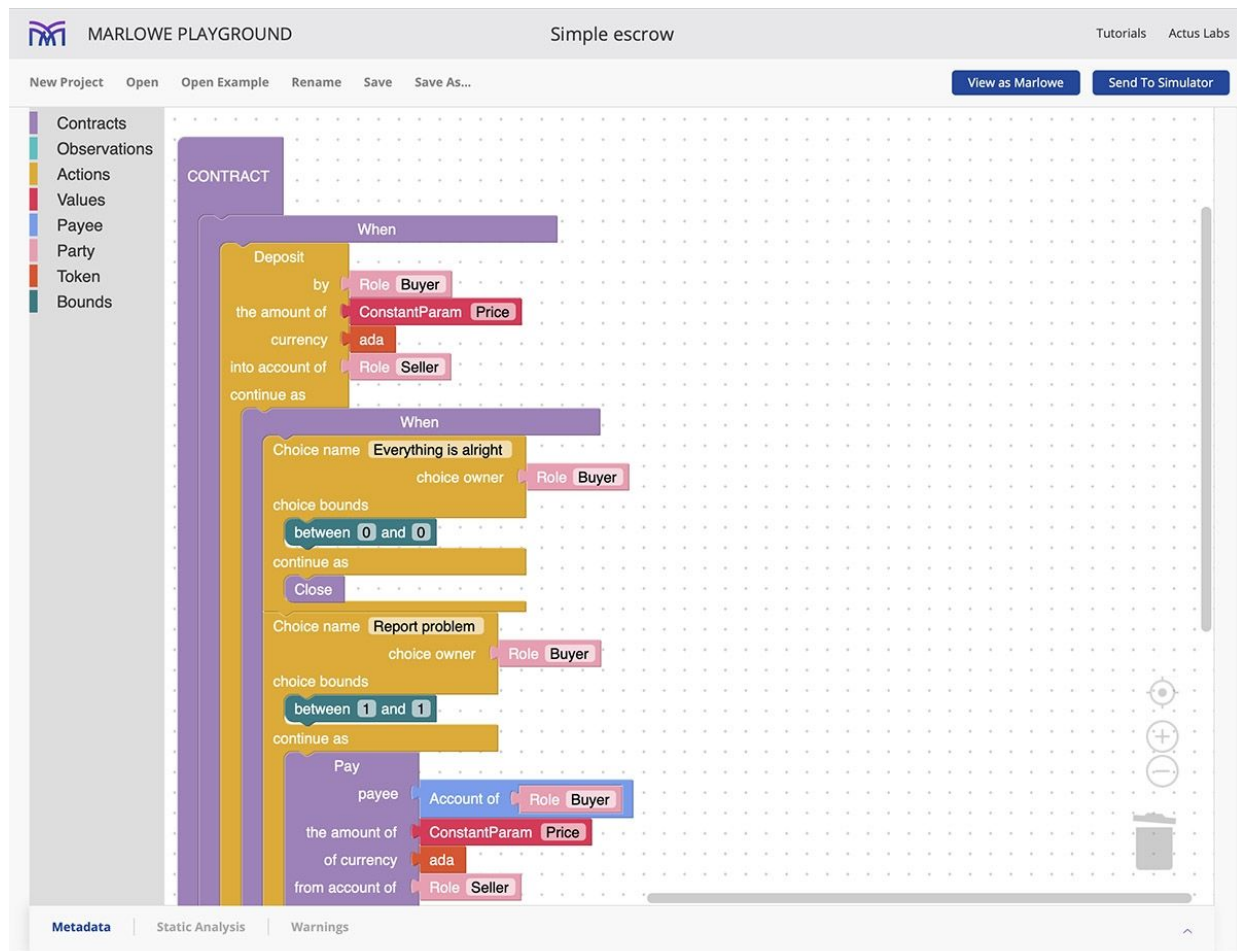 MARLOWE PLAYGROUND Simple escrow Tutorials Actus Labs
New Project Open Open Example Rename Save Save As... View as Marlowe Send To Simulator
Contracts
Observations
Actions
Values
Payee
Party
Token
Bounds
CONTRACT
When
Deposit
by Role Buyer
the amount of ConstantParam Price
currency ada
into account of Role Seller
continue as
When
Choice name Everything is alright
choice owner Role Buyer
choice bounds
between 0 and 0
continue as
Close
Choice name Report problem
choice owner Role Buyer
choice bounds
between 1 and 1
continue as
Pay
payee Account of Role Buyer
the amount of ConstantParam Price
of currency ada
from account of Role Seller
Metadata Static Analysis Warnings